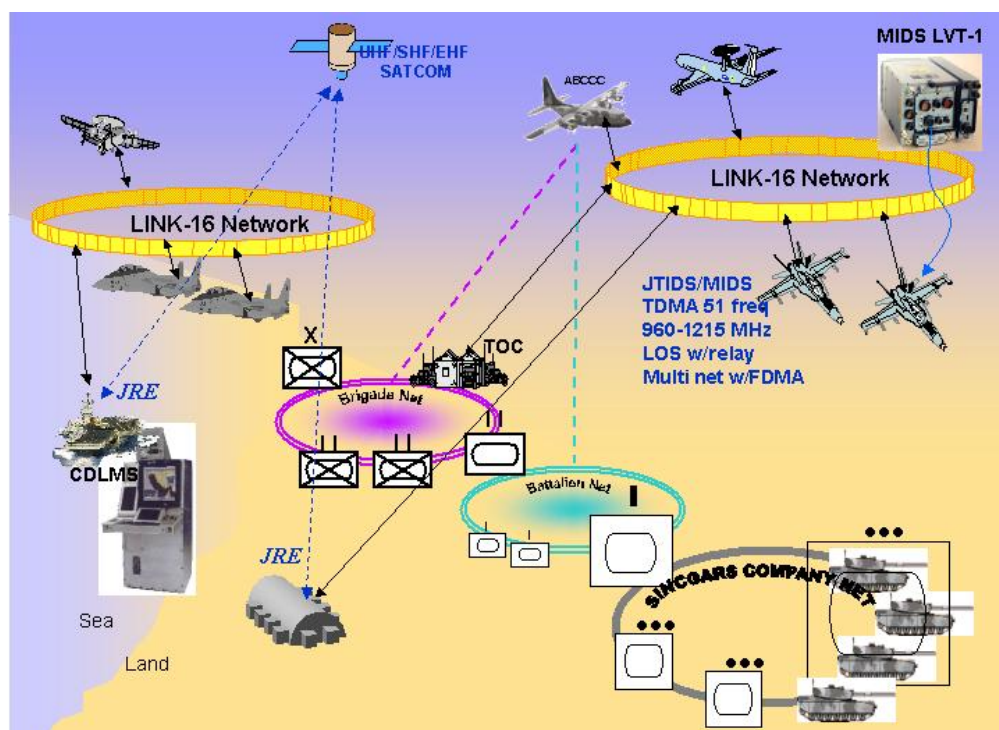 MIDS LVT-1
UHF/SHF/EHF
SATCOM
ABCCC
LINK-16 Network
LINK-16 Network
JTIDS/MIDS
TDMA 51 freq
960-1215 MHz
LOS w/relay
Multi net w/FDMA
X
TOC
JRE
Brigade Net
CDLMS
Battalion Net
JRE
SINCGARS COMPANY NET
Sea
Land